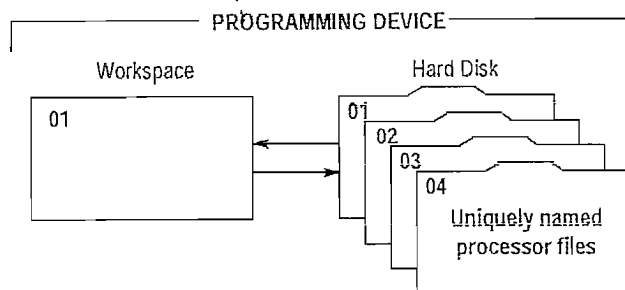 PROGRAMMING DEVICE
Workspace
Hard Disk
01
01
02
03
04
Uniquely named
processor files